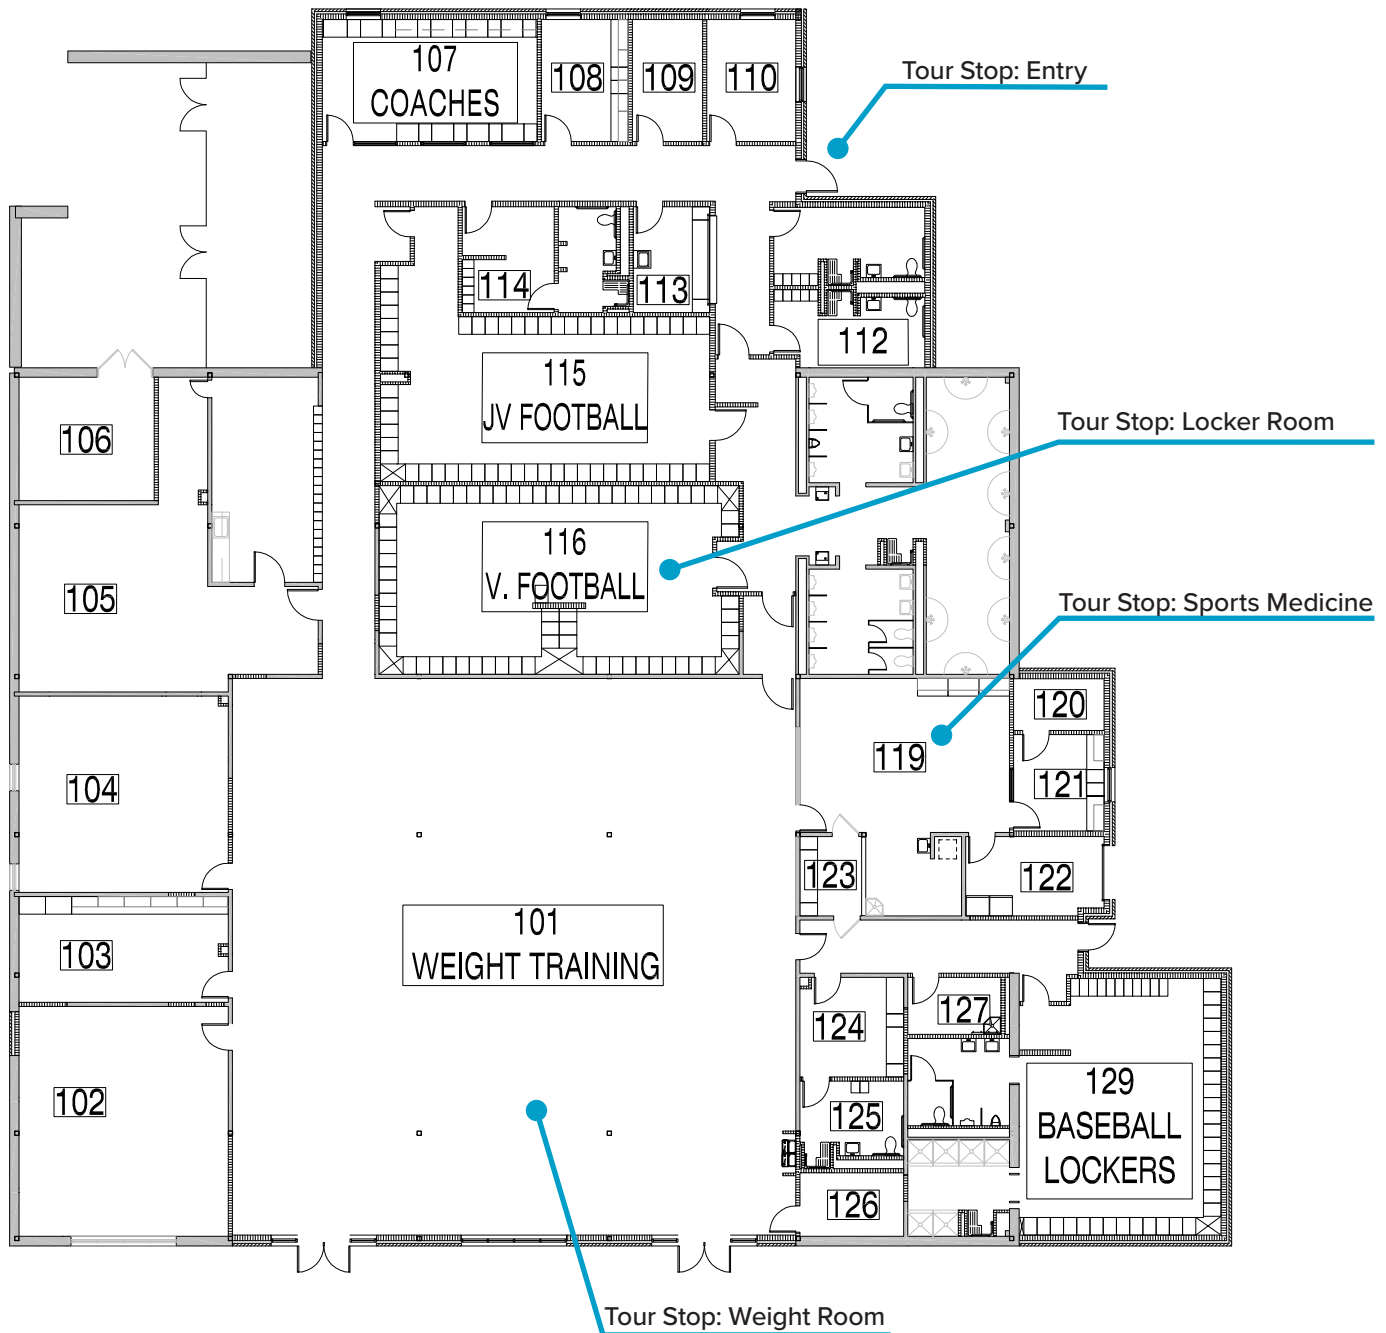 107
COACHES
108
109
110
Tour Stop: Entry
114
113
112
115
JV FOOTBALL
106
Tour Stop: Locker Room
116
V. FOOTBALL
105
Tour Stop: Sports Medicine
120
119
121
104
123
122
101
WEIGHT TRAINING
103
127
124
102
125
129
BASEBALL
LOCKERS
126
Tour Stop: Weight Room